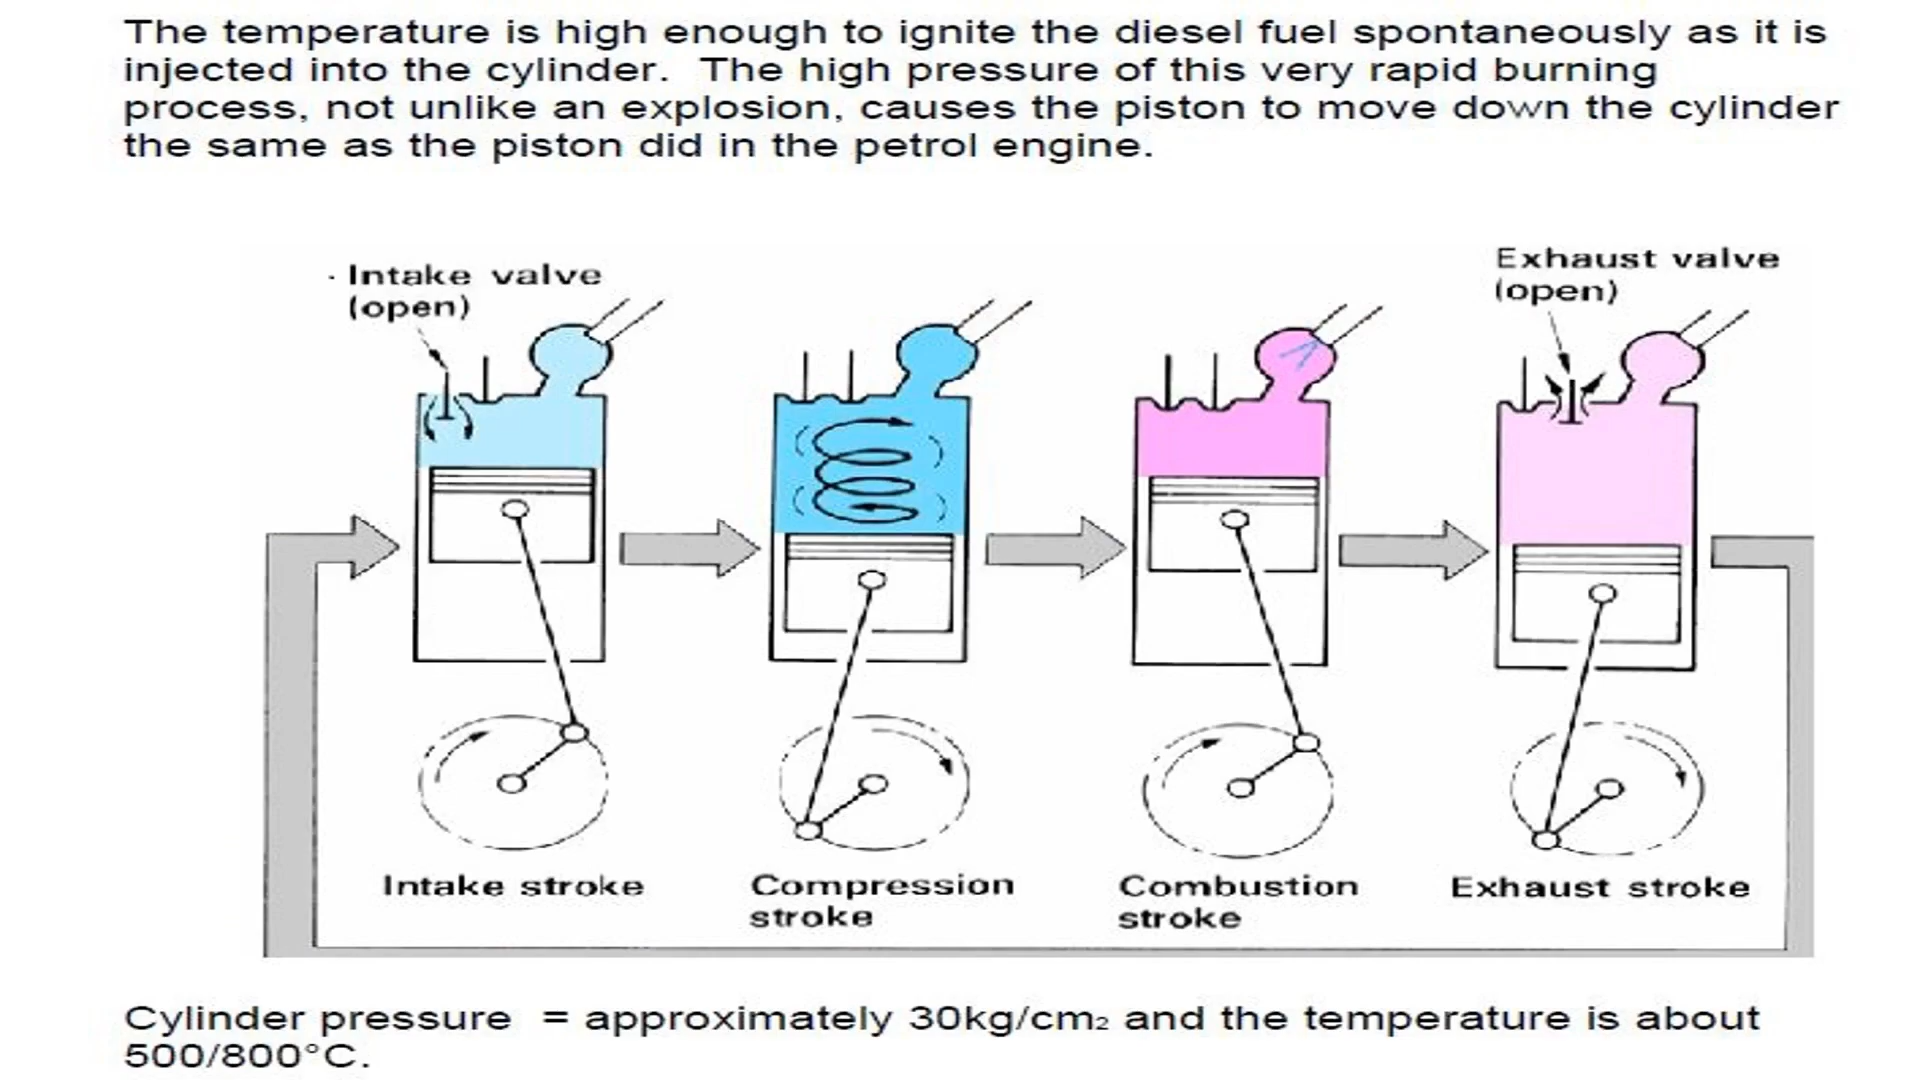 The temperature is high enough to ignite the diesel fuel spontaneously as it is
injected into the cylinder.  The high pressure of this very rapid burning
process, not unlike an explosion, causes the piston to move down the cylinder
the same as the piston did in the petrol engine.
Intake valve
(open)
Exhaust valve
(open)
Intake stroke
Compression
stroke
Combustion
stroke
Exhaust stroke
Cylinder pressure  = approximately 30kg/cm2 and the temperature is about
500/800°C.